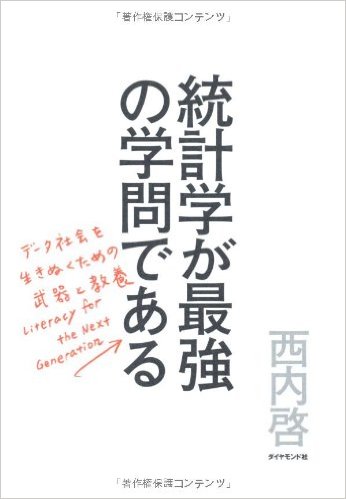 「著作権保護コンテンツ」
統計学が最強
の学問である
データ社会を
生きぬくための
武器と教養
Literacy for
the Next
Generation
西内啓
ダイヤモンド社
「著作権保護コンテンツ」